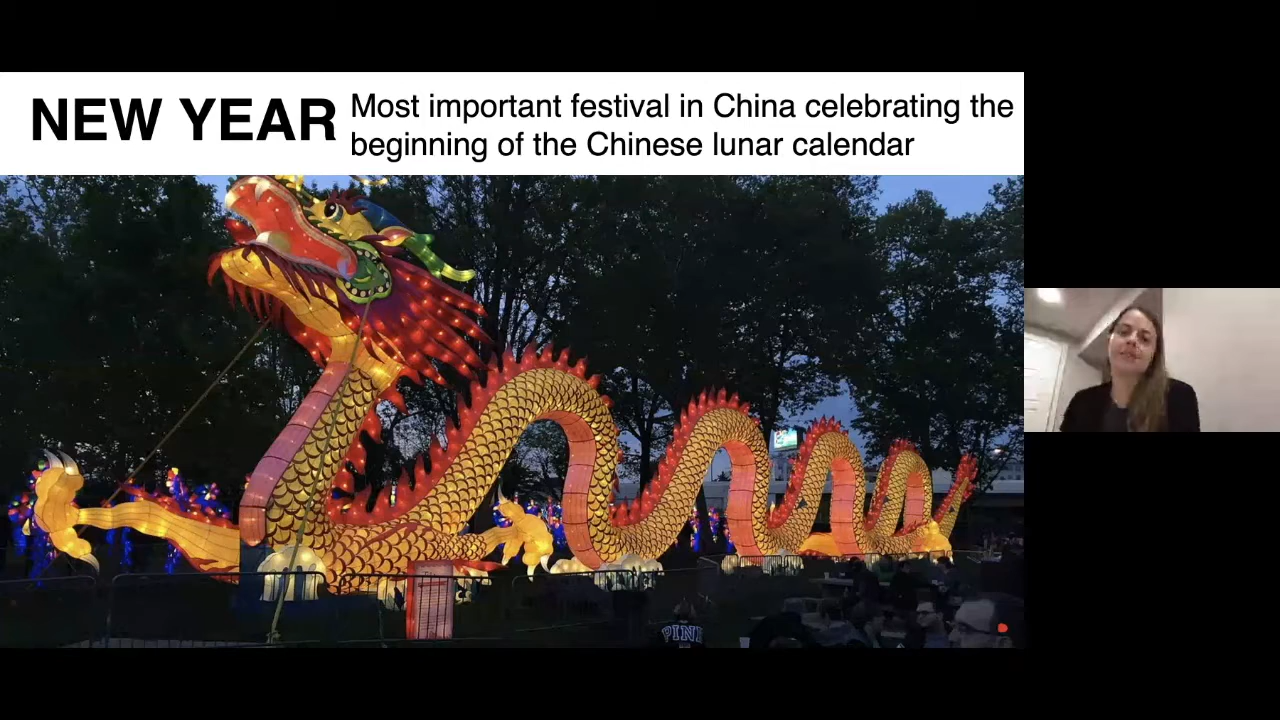 NEW YEAR
Most important festival in China celebrating the
beginning of the Chinese lunar calendar
PINK